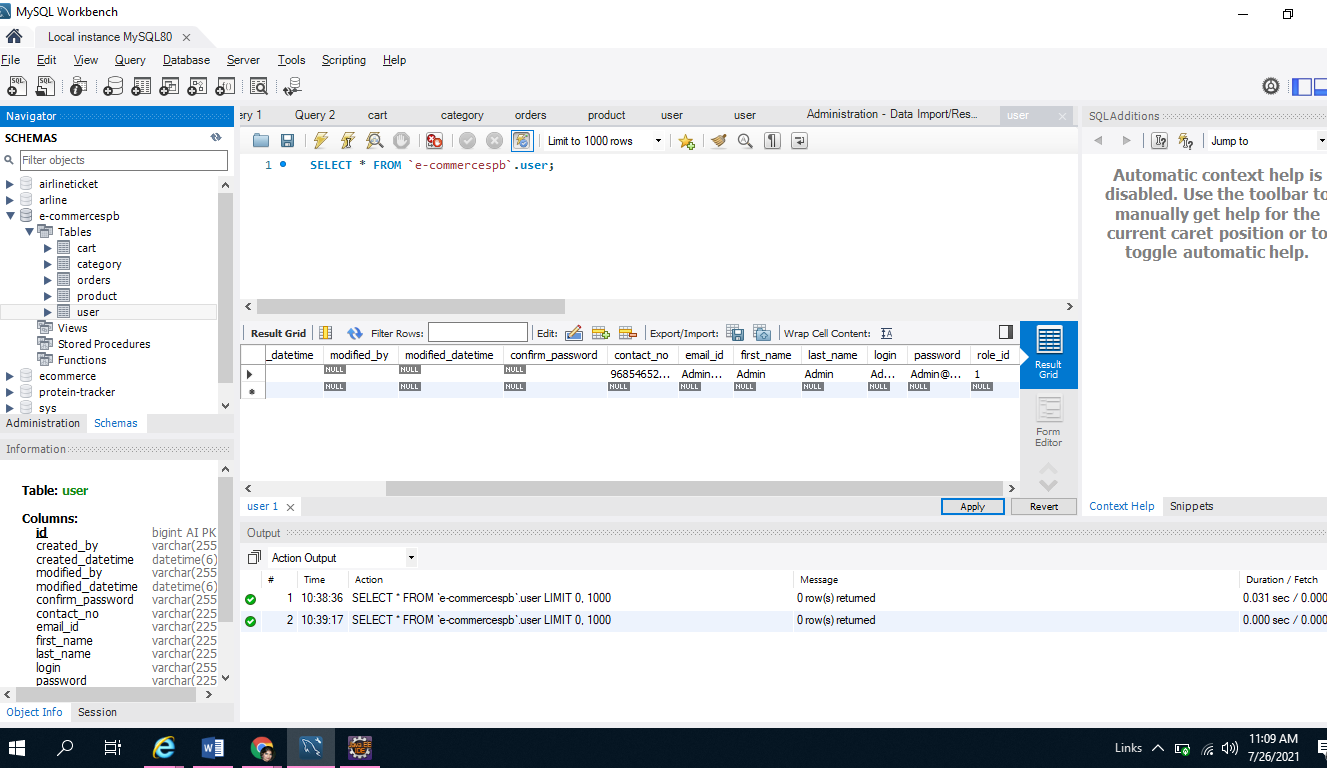 MySQL Workbench
Local instance MySQL80
File Edit View Query Database Server Tools Scripting Help
Navigator
SCHEMAS
Filter objects
airlineticket
arline
e-commercespb
Tables
cart
category
orders
product
user
Views
Stored Procedures
Functions
ecommerce
protein-tracker
sys
Administration Schemas
Information
Table: user
Columns:
id bigint AI PK
created_by varchar(255
created_datetime datetime(6)
modified_by varchar(255
modified_datetime datetime(6)
confirm_password varchar(255
contact_no varchar(225
email_id varchar(225
first_name varchar(225
last_name varchar(225
login varchar(255
password varchar(225
Object Info Session
ery 1 Query 2 cart category orders product user user Administration - Data Import/Res... user
Limit to 1000 rows
1 SELECT * FROM `e-commercespb`.user;
Result Grid Filter Rows: Edit: Export/Import: Wrap Cell Content:
_datetime modified_by modified_datetime confirm_password contact_no email_id first_name last_name login password role_id
NULL NULL NULL 96854652... Admin... Admin Admin Ad... Admin@... 1
NULL NULL NULL NULL NULL NULL NULL NULL NULL NULL
Result
Grid
Form
Editor
user 1 Apply Revert
Output
Action Output
# Time Action Message Duration / Fetch
1 10:38:36 SELECT * FROM `e-commercespb`.user LIMIT 0, 1000 0 row(s) returned 0.031 sec / 0.000
2 10:39:17 SELECT * FROM `e-commercespb`.user LIMIT 0, 1000 0 row(s) returned 0.000 sec / 0.000
SQLAdditions
Jump to
Automatic context help is
disabled. Use the toolbar to
manually get help for the
current caret position or to
toggle automatic help.
Context Help Snippets
Links
11:09 AM
7/26/2021